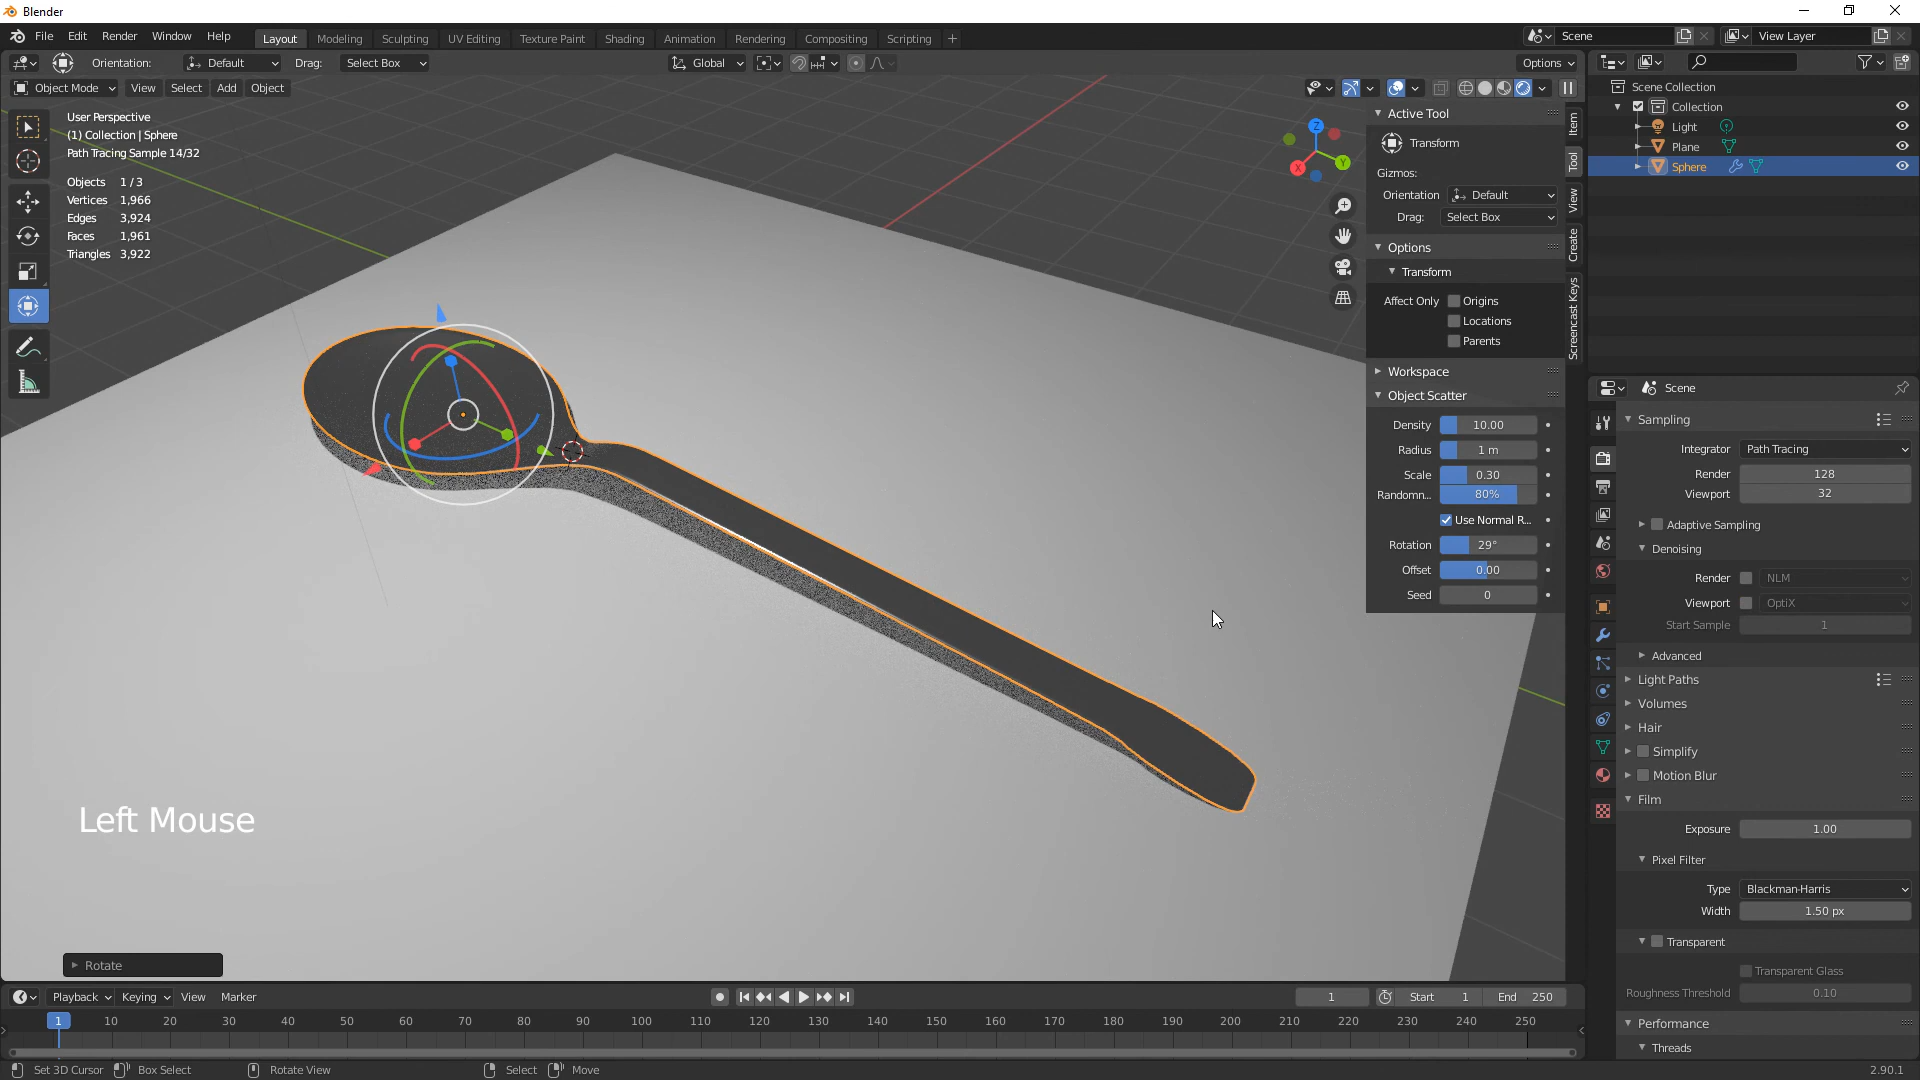 Blender
File Edit Render Window Help
Layout Modeling Sculpting UV Editing Texture Paint Shading Animation Rendering Compositing Scripting +
Scene
View Layer
Orientation: Default Drag: Select Box
Global
Options
Object Mode View Select Add Object
User Perspective
(1) Collection | Sphere
Path Tracing Sample 14/32
Objects 1 / 3
Vertices 1,966
Edges 3,924
Faces 1,961
Triangles 3,922
Z
Y
X
Active Tool
Transform
Gizmos:
Orientation Default
Drag: Select Box
Options
Transform
Affect Only Origins
Locations
Parents
Workspace
Object Scatter
Density 10.00
Radius 1 m
Scale 0.30
Randomn... 80%
Use Normal R...
Rotation 29°
Offset 0.00
Seed 0
Item
Tool
View
Create
Screencast Keys
Scene Collection
Collection
Light
Plane
Sphere
Scene
Sampling
Integrator Path Tracing
Render 128
Viewport 32
Adaptive Sampling
Denoising
Render NLM
Viewport OptiX
Start Sample 1
Advanced
Light Paths
Volumes
Hair
Simplify
Motion Blur
Film
Exposure 1.00
Pixel Filter
Type Blackman-Harris
Width 1.50 px
Transparent
Transparent Glass
Roughness Threshold 0.10
Performance
Threads
Left Mouse
Rotate
Playback Keying View Marker
1 Start 1 End 250
1 10 20 30 40 50 60 70 80 90 100 110 120 130 140 150 160 170 180 190 200 210 220 230 240 250
Set 3D Cursor Box Select Rotate View Select Move 2.90.1